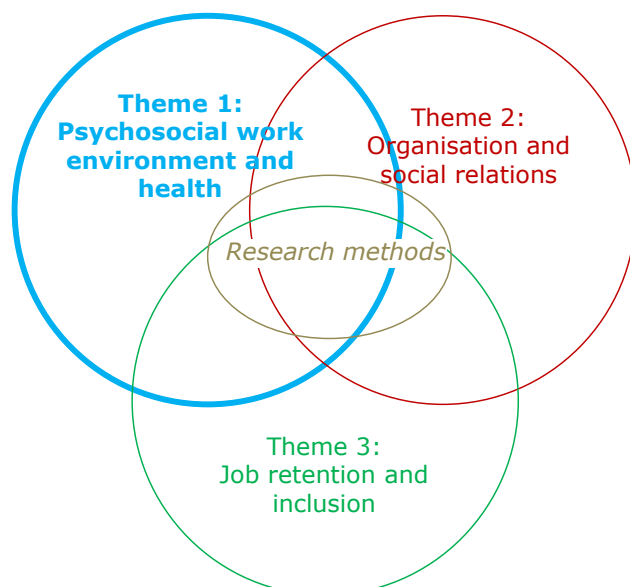 Theme 1:
Psychosocial work
environment and
health
Theme 2:
Organisation and
social relations
Research methods
Theme 3:
Job retention and
inclusion